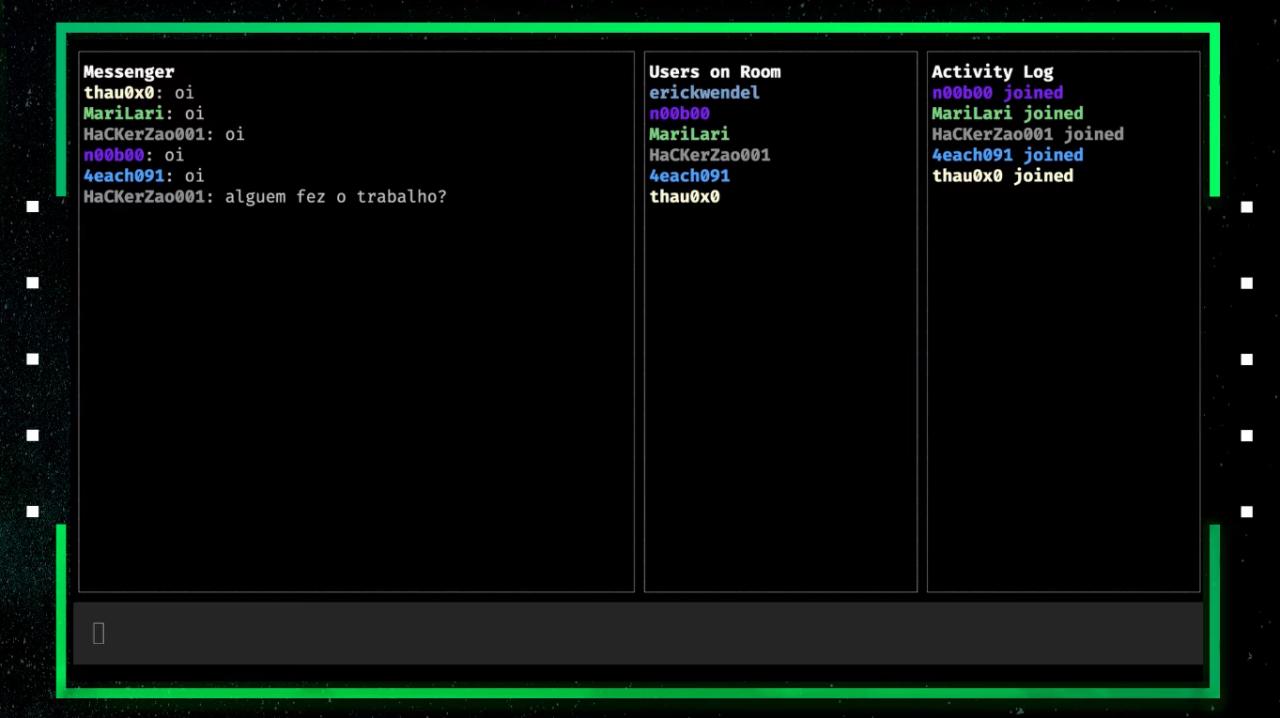 Messenger
thau0x0: oi
MariLari: oi
HaCKerZao001: oi
n00b00: oi
4each091: oi
HaCKerZao001: alguem fez o trabalho?
Users on Room
erickwendel
n00b00
MariLari
HaCKerZao001
4each091
thau0x0
Activity Log
n00b00 joined
MariLari joined
HaCKerZao001 joined
4each091 joined
thau0x0 joined